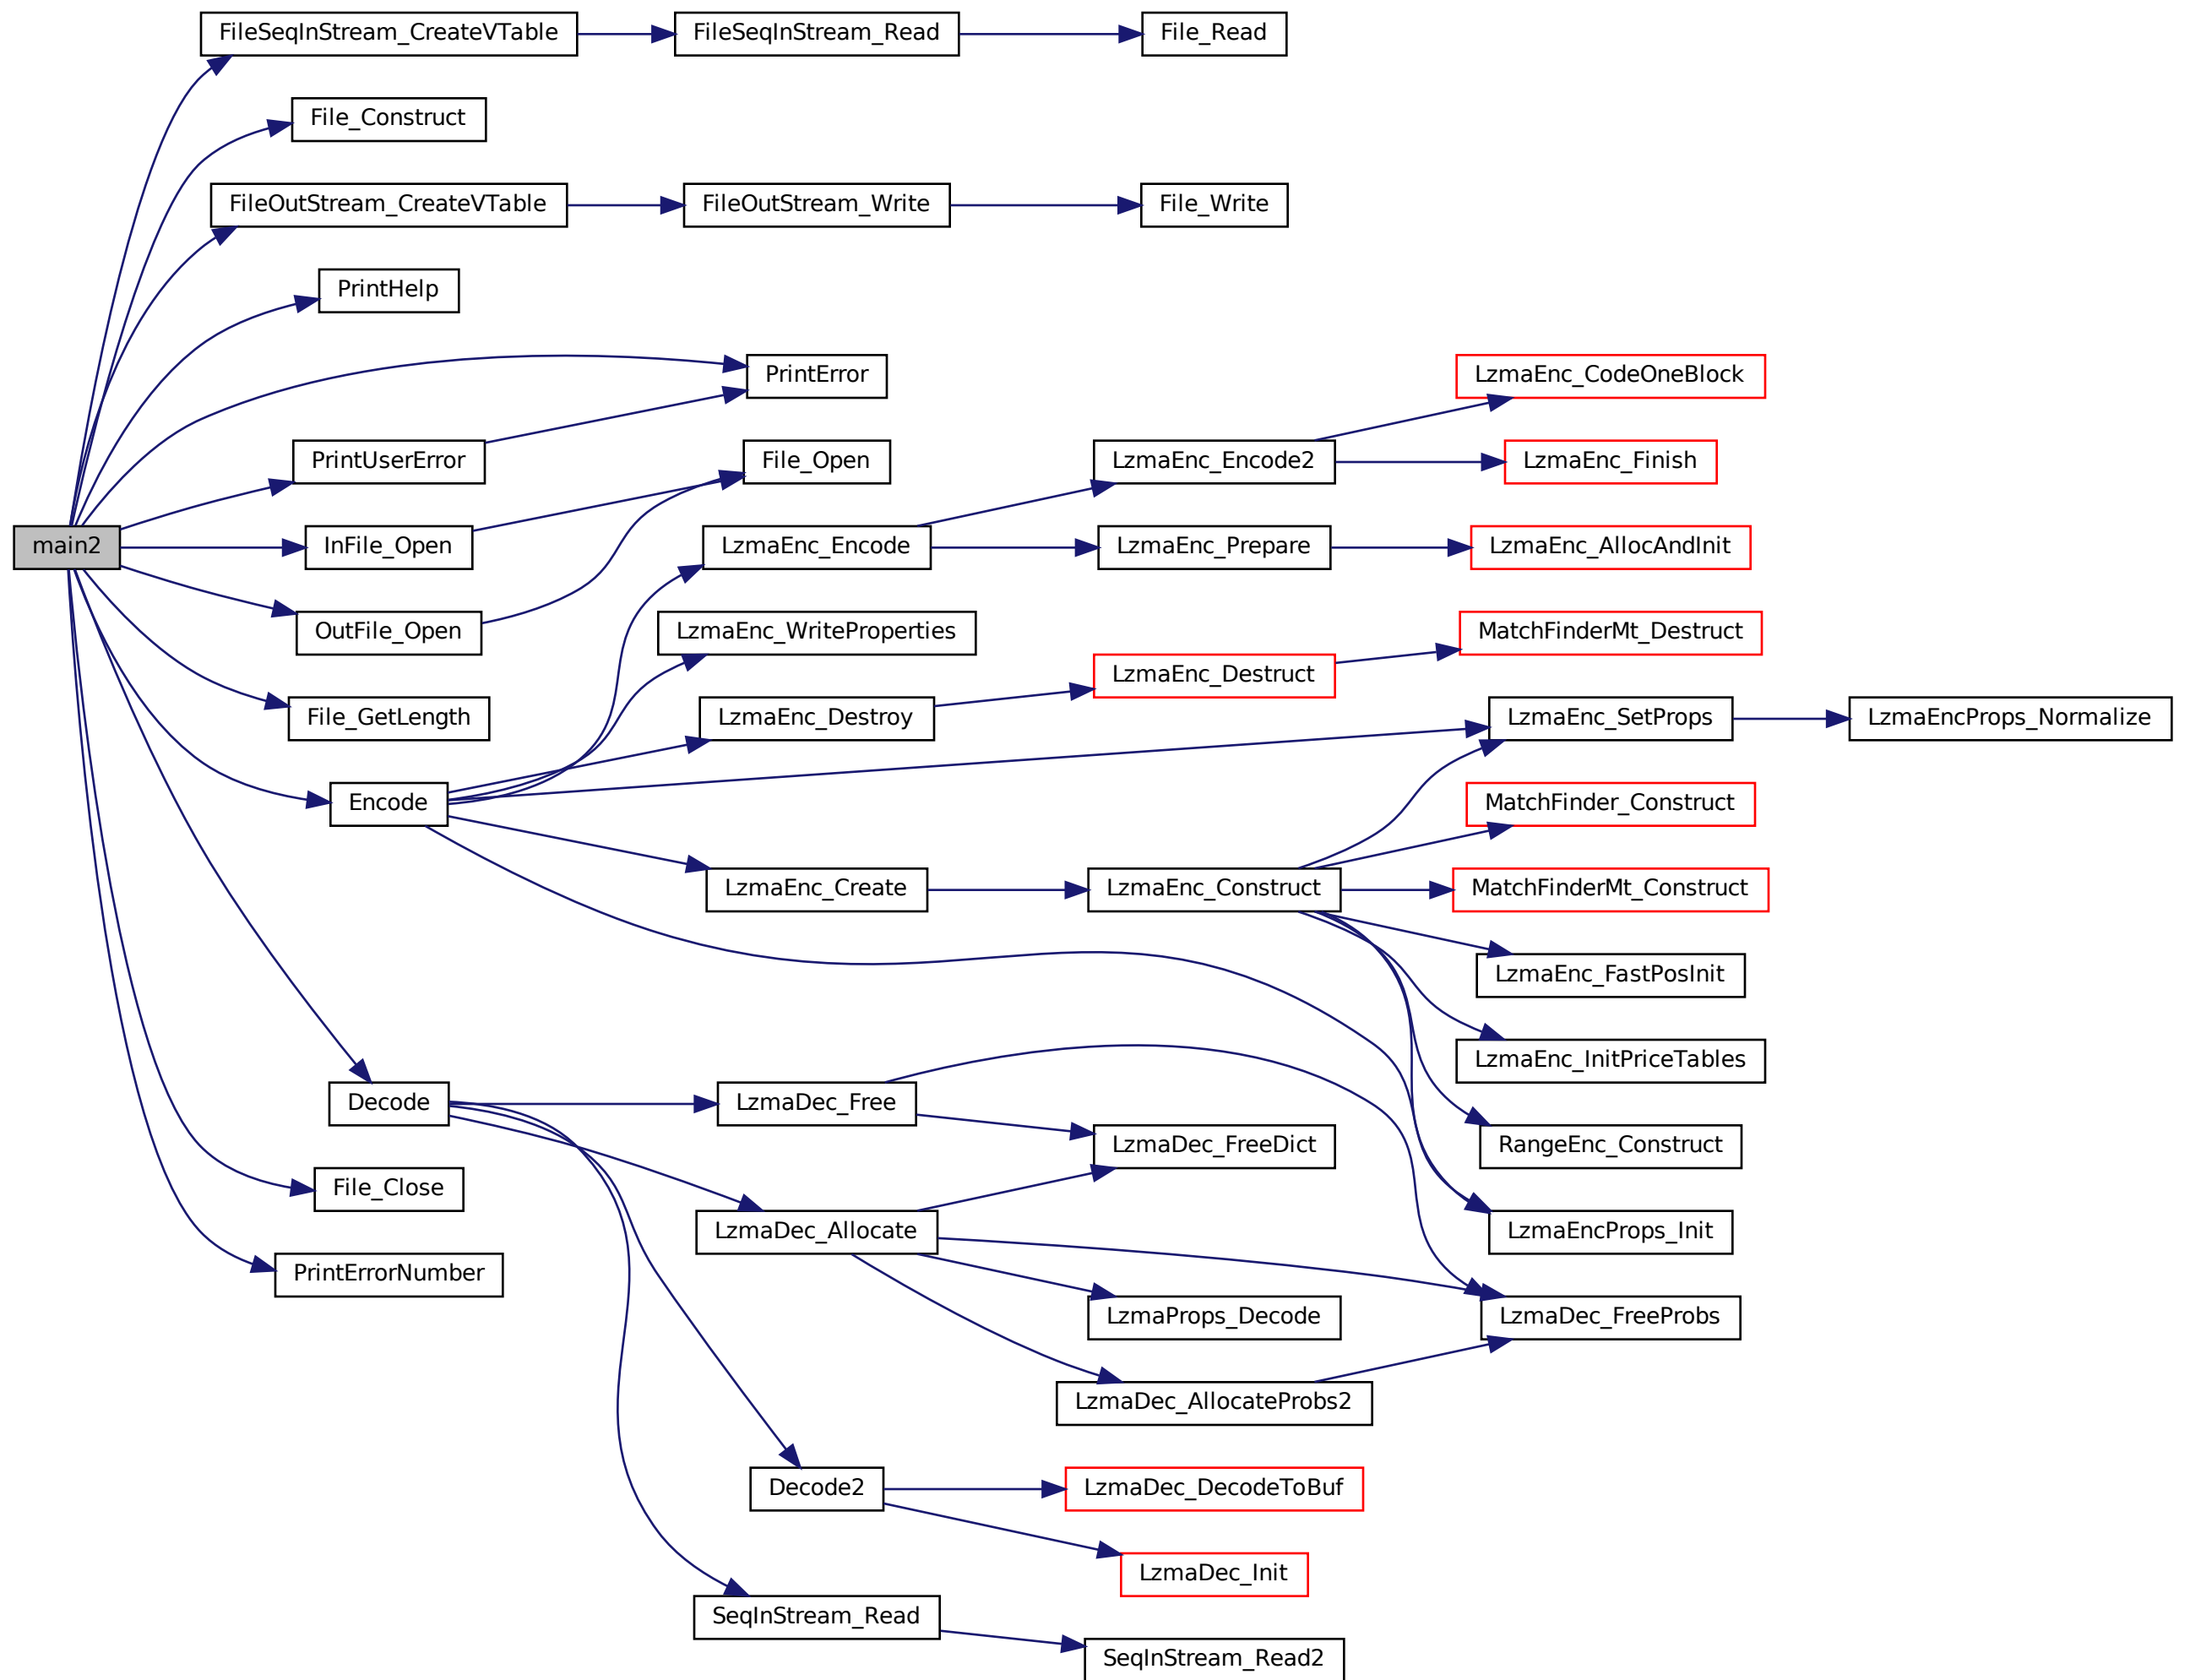 FileSeqInStream_CreateVTable
FileSeqInStream_Read
File_Read
File_Construct
FileOutStream_CreateVTable
FileOutStream_Write
File_Write
PrintHelp
PrintError
LzmaEnc_CodeOneBlock
PrintUserError
File_Open
LzmaEnc_Encode2
LzmaEnc_Finish
main2
InFile_Open
LzmaEnc_Encode
LzmaEnc_Prepare
LzmaEnc_AllocAndInit
OutFile_Open
LzmaEnc_WriteProperties
MatchFinderMt_Destruct
LzmaEnc_Destruct
File_GetLength
LzmaEnc_Destroy
LzmaEnc_SetProps
LzmaEncProps_Normalize
Encode
MatchFinder_Construct
LzmaEnc_Create
LzmaEnc_Construct
MatchFinderMt_Construct
LzmaEnc_FastPosInit
LzmaEnc_InitPriceTables
Decode
LzmaDec_Free
LzmaDec_FreeDict
RangeEnc_Construct
File_Close
LzmaDec_Allocate
LzmaEncProps_Init
PrintErrorNumber
LzmaProps_Decode
LzmaDec_FreeProbs
LzmaDec_AllocateProbs2
Decode2
LzmaDec_DecodeToBuf
LzmaDec_Init
SeqInStream_Read
SeqInStream_Read2